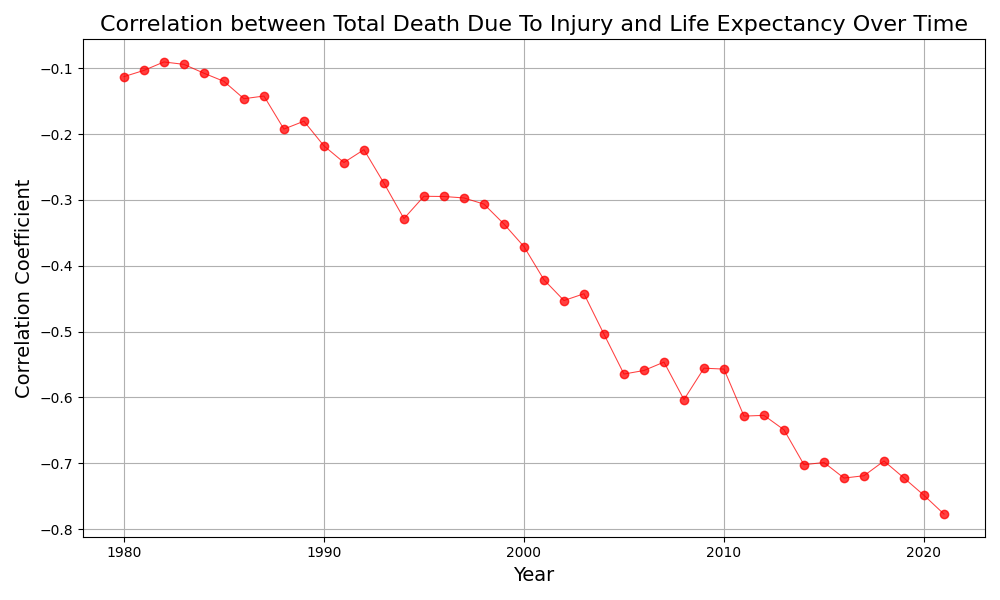 Correlation between Total Death Due To Injury and Life Expectancy Over Time
Correlation Coefficient
−0.1
−0.2
−0.3
−0.4
−0.5
−0.6
−0.7
−0.8
1980 1990 2000 2010 2020
Year